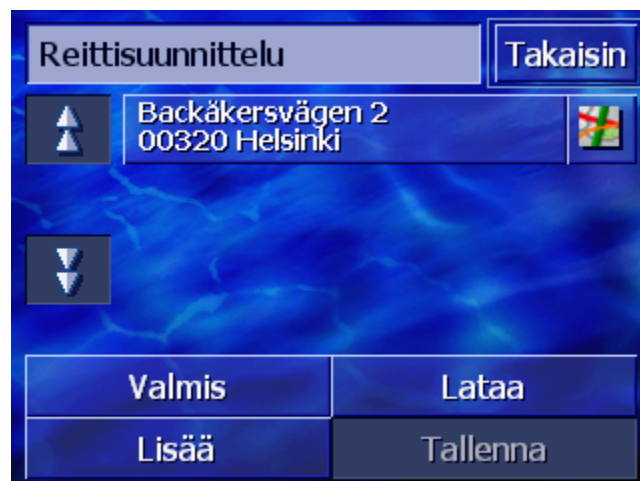 Reittisuunnittelu
Takaisin
Backäkersvägen 2
00320 Helsinki
Valmis
Lataa
Lisää
Tallenna